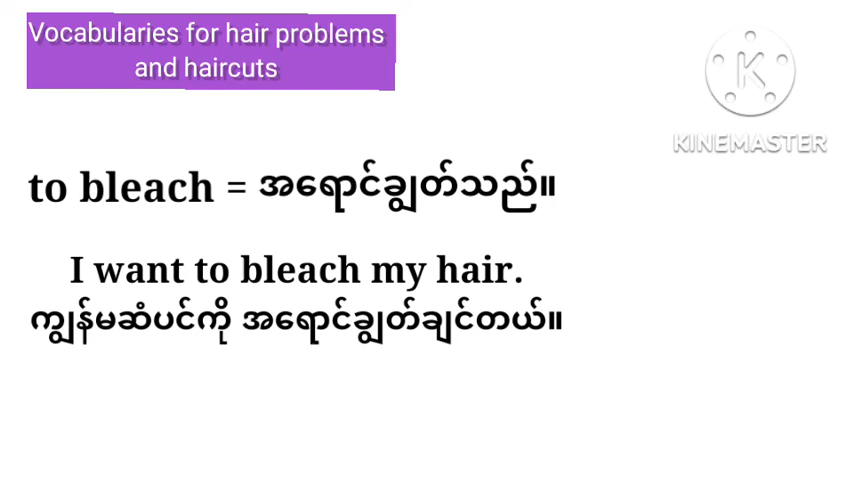 Vocabularies for hair problems
and haircuts
K
KINEMASTER
to bleach = အရောင်ချွတ်သည်။
I want to bleach my hair.
ကျွန်မဆံပင်ကို အရောင်ချွတ်ချင်တယ်။